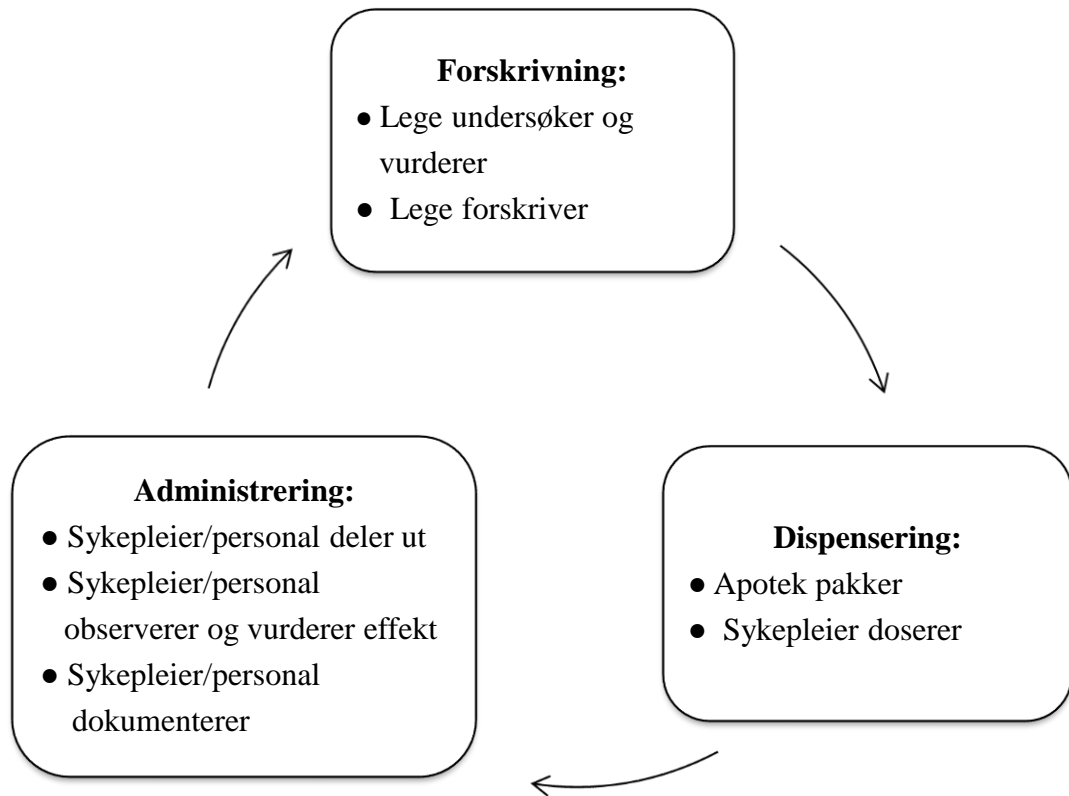 Forskrivning:
● Lege undersøker og
vurderer
● Lege forskriver
Administrering:
● Sykepleier/personal deler ut
● Sykepleier/personal
observerer og vurderer effekt
● Sykepleier/personal
dokumenterer
Dispensering:
● Apotek pakker
● Sykepleier doserer